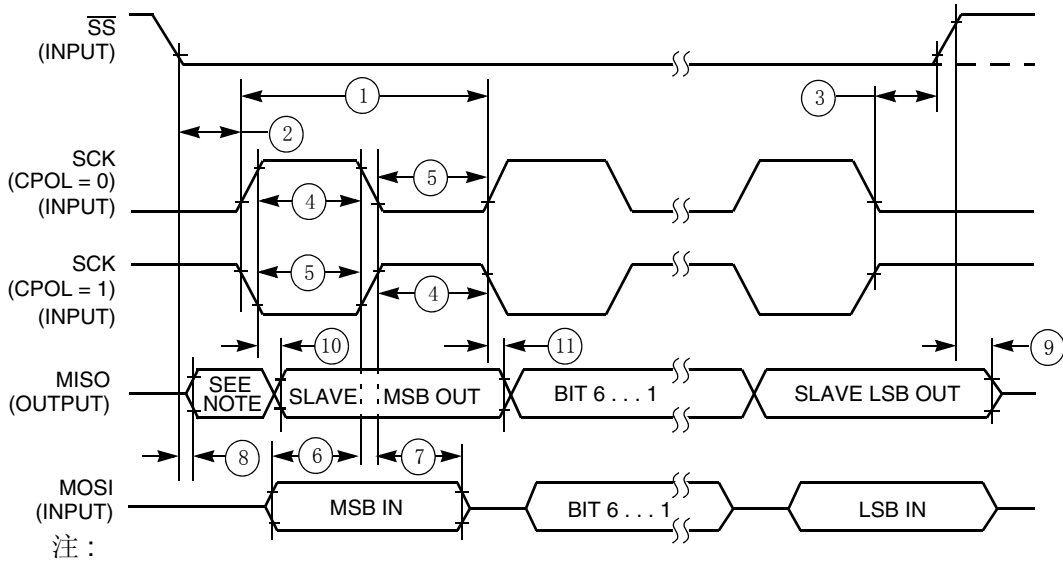 SS
(INPUT)
1
3
2
SCK
(CPOL = 0)
(INPUT)
5
4
SCK
(CPOL = 1)
(INPUT)
5
4
10
11
9
MISO
(OUTPUT)
SEE
NOTE
SLAVE
MSB OUT
BIT 6 . . . 1
SLAVE LSB OUT
8
6
7
MOSI
(INPUT)
MSB IN
BIT 6 . . . 1
LSB IN
注 :